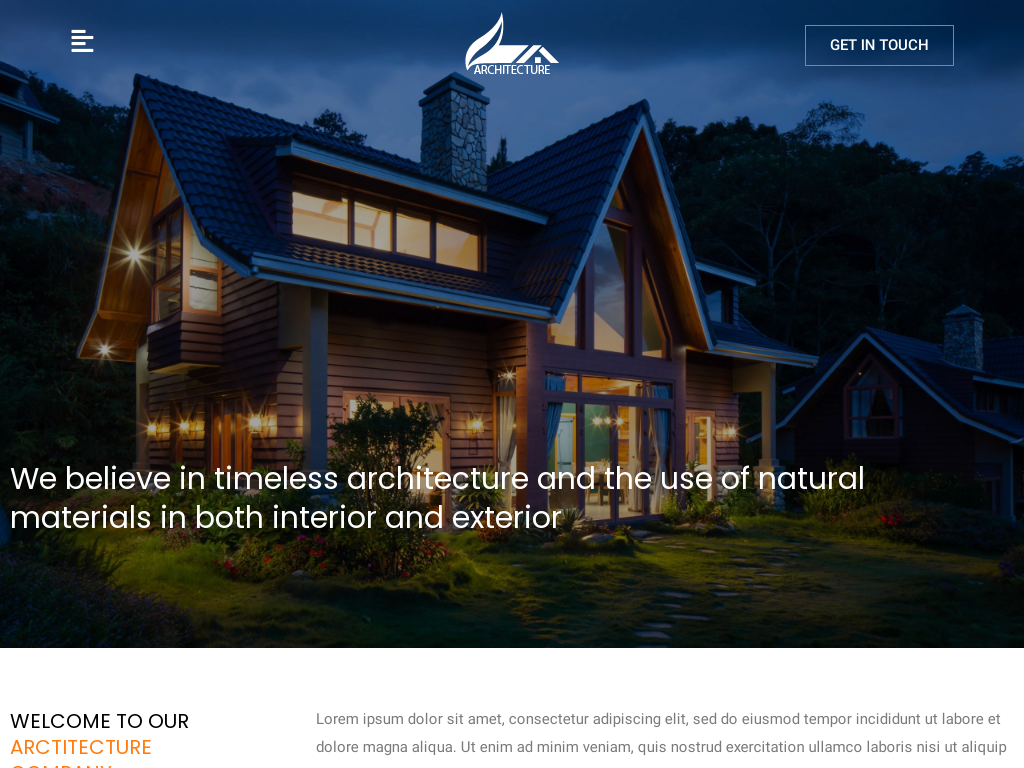 ARCHITECTURE
GET IN TOUCH
We believe in timeless architecture and the use of natural
materials in both interior and exterior
WELCOME TO OUR
ARCTITECTURE
COMPANY
Lorem ipsum dolor sit amet, consectetur adipiscing elit, sed do eiusmod tempor incididunt ut labore et
dolore magna aliqua. Ut enim ad minim veniam, quis nostrud exercitation ullamco laboris nisi ut aliquip